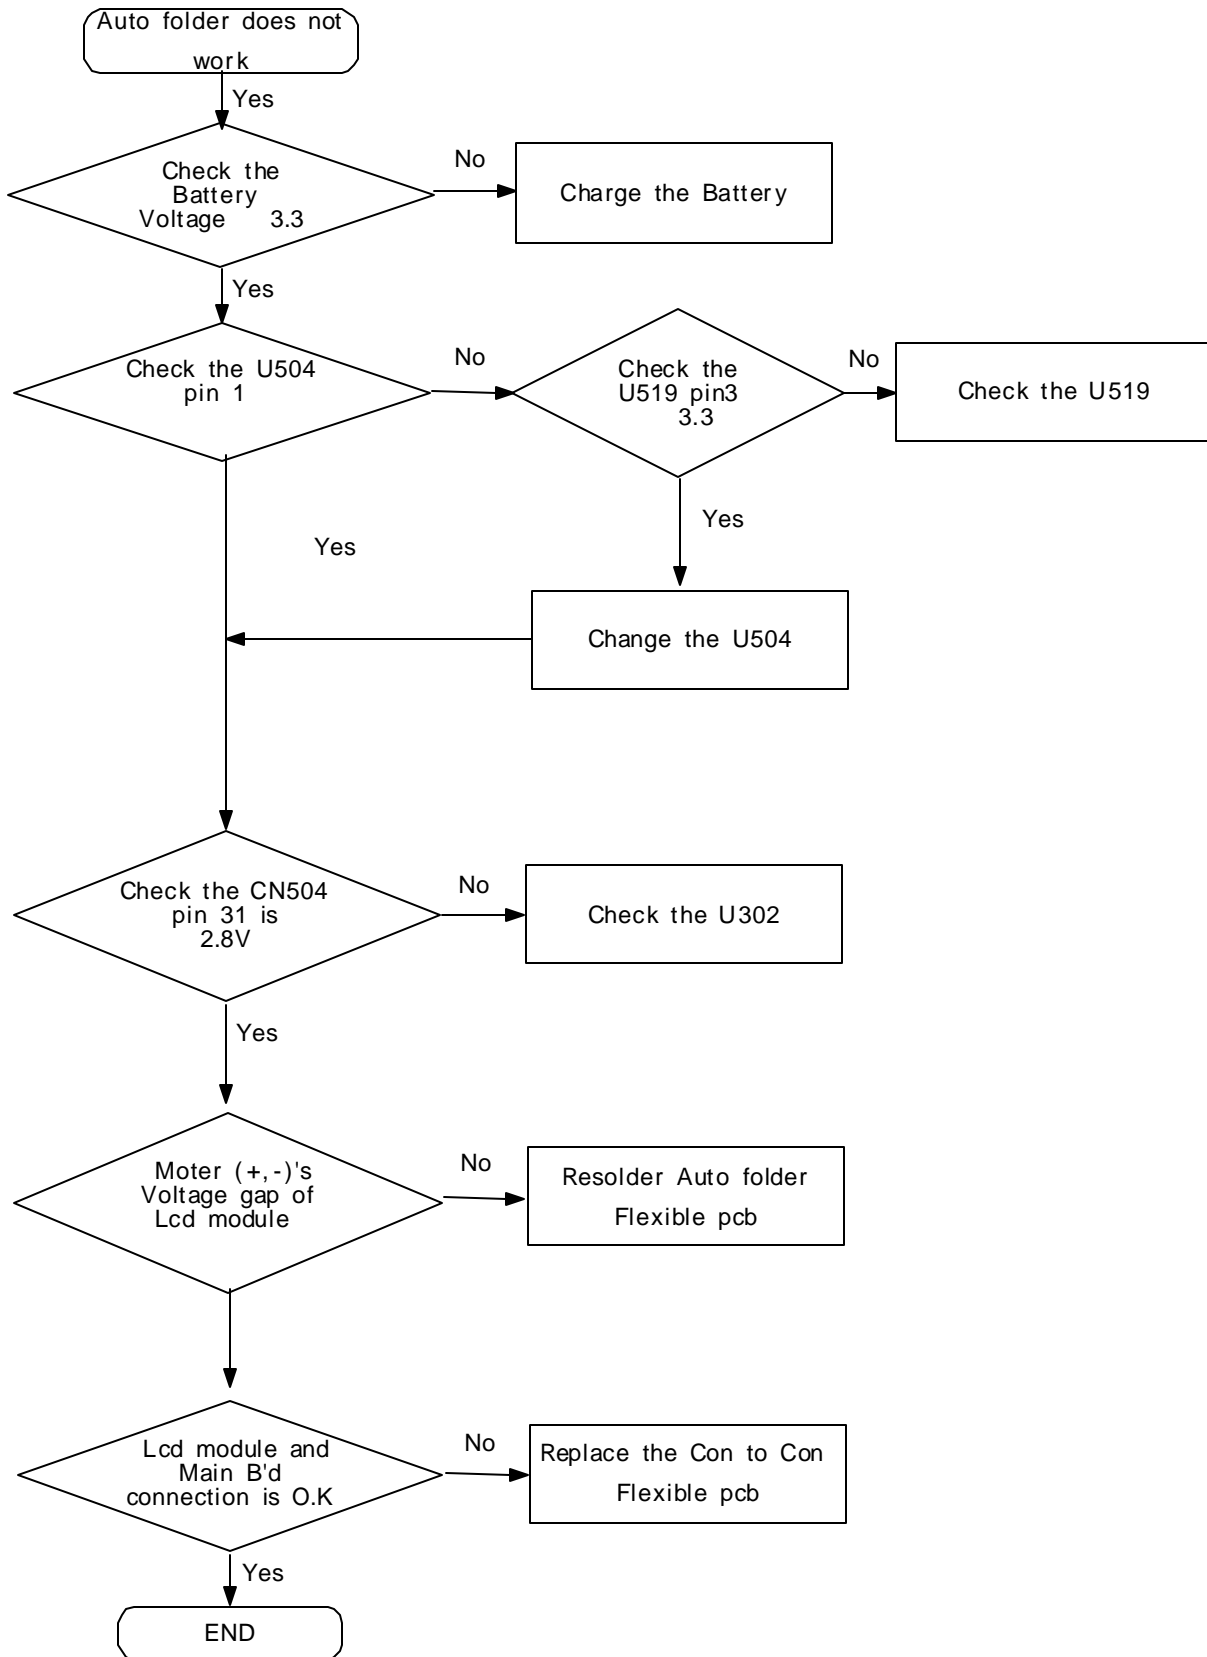 Auto folder does not
work
Yes
Check the
Battery
Voltage 3.3
No
Charge the Battery
Yes
Check the U504
pin 1
No
Check the
U519 pin3
3.3
No
Check the U519
Yes
Yes
Change the U504
Check the CN504
pin 31 is
2.8V
No
Check the U302
Yes
Moter (+,-)'s
Voltage gap of
Lcd module
No
Resolder Auto folder
Flexible pcb
Lcd module and
Main B'd
connection is O.K
No
Replace the Con to Con
Flexible pcb
Yes
END